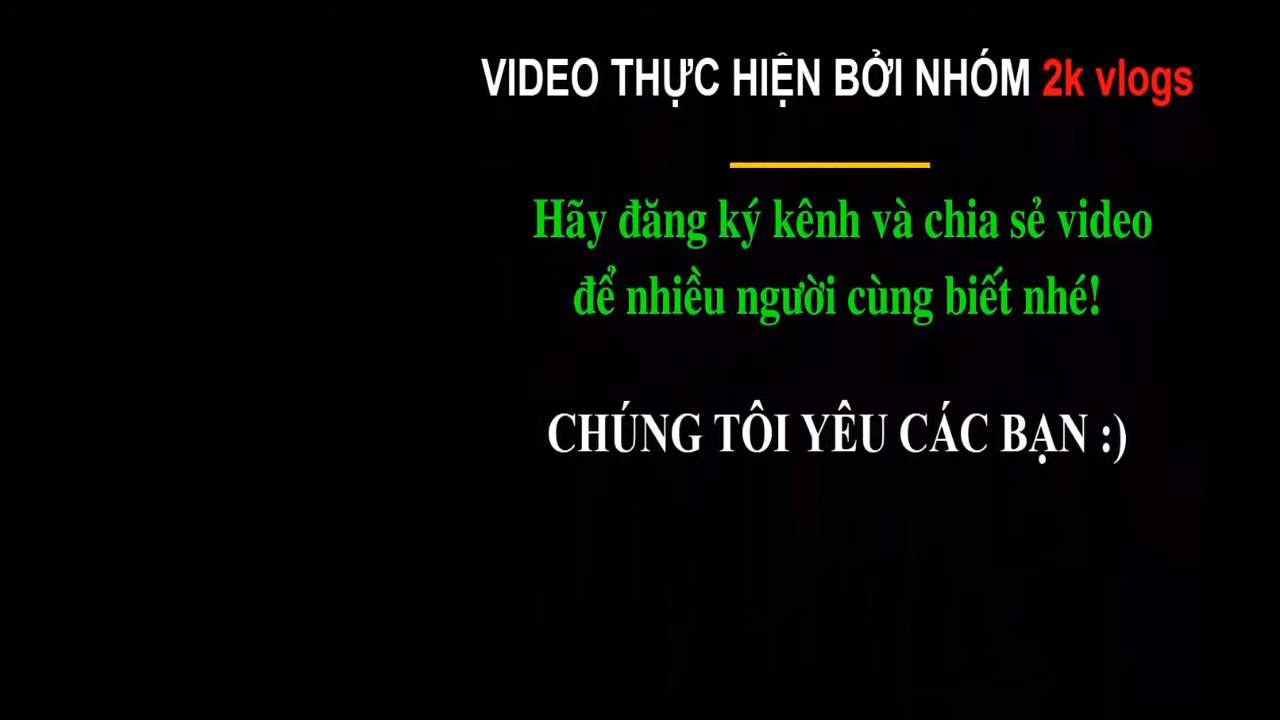 VIDEO THỰC HIỆN BỞI NHÓM 2k vlogs
Hãy đăng ký kênh và chia sẻ video
để nhiều người cùng biết nhé!
CHÚNG TÔI YÊU CÁC BẠN :)